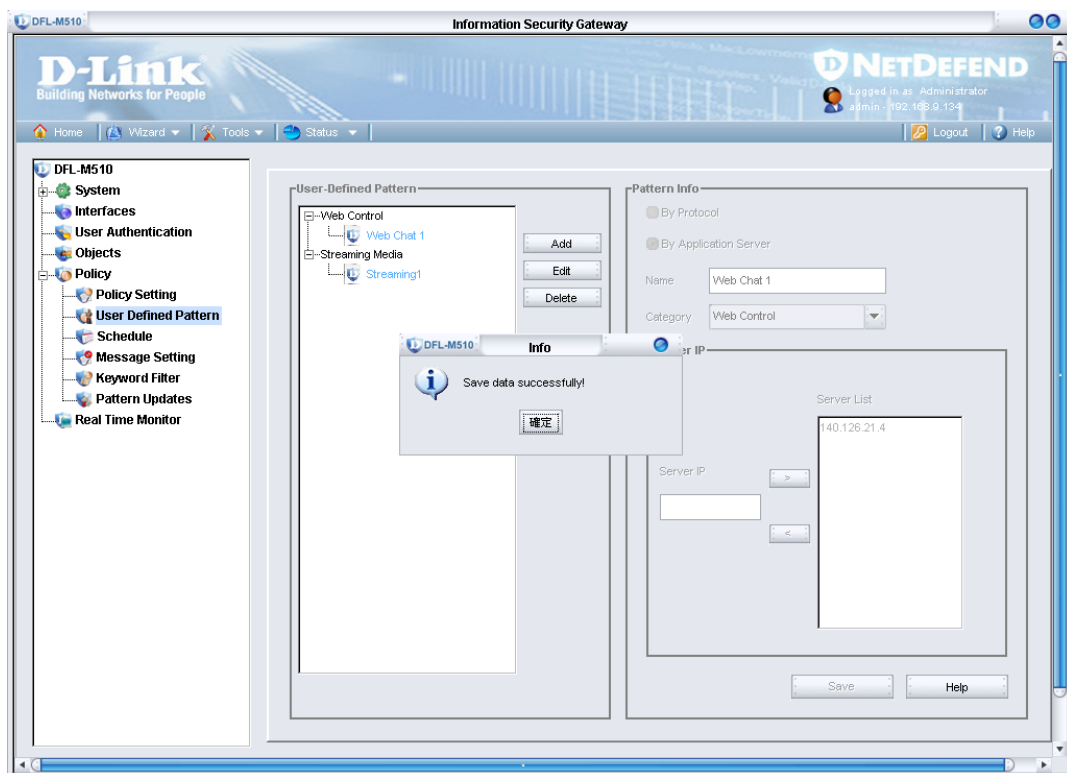 DFL-M510
Information Security Gateway
D-Link
Building Networks for People
NETDEFEND
Logged in as Administrator
admin - 192.168.9.134
Home
Wizard
Tools
Status
Logout
Help
DFL-M510
System
Interfaces
User Authentication
Objects
Policy
Policy Setting
User Defined Pattern
Schedule
Message Setting
Keyword Filter
Pattern Updates
Real Time Monitor
User-Defined Pattern
Web Control
Web Chat 1
Streaming Media
Streaming1
Add
Edit
Delete
Pattern Info
By Protocol
By Application Server
Name
Web Chat 1
Category
Web Control
er IP
Server List
140.126.21.4
Server IP
>
<
Save
Help
DFL-M510
Info
Save data successfully!
確定